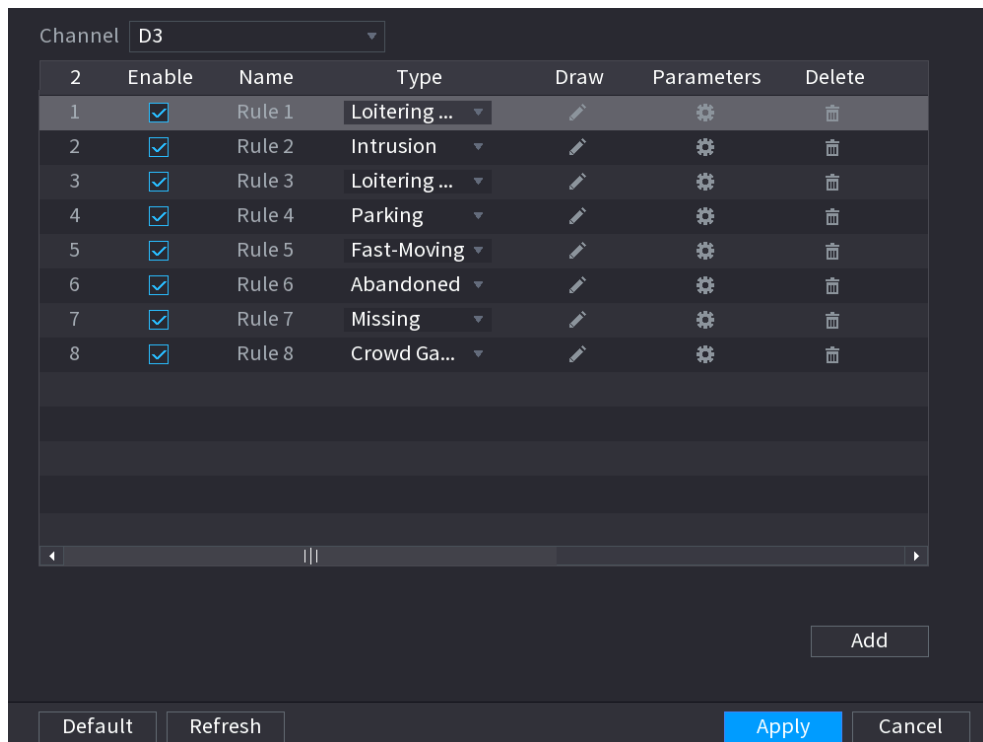 Channel D3
2 Enable Name Type Draw Parameters Delete
1 Rule 1 Loitering ...
2 Rule 2 Intrusion
3 Rule 3 Loitering ...
4 Rule 4 Parking
5 Rule 5 Fast-Moving
6 Rule 6 Abandoned
7 Rule 7 Missing
8 Rule 8 Crowd Ga...
Add
Default Refresh Apply Cancel